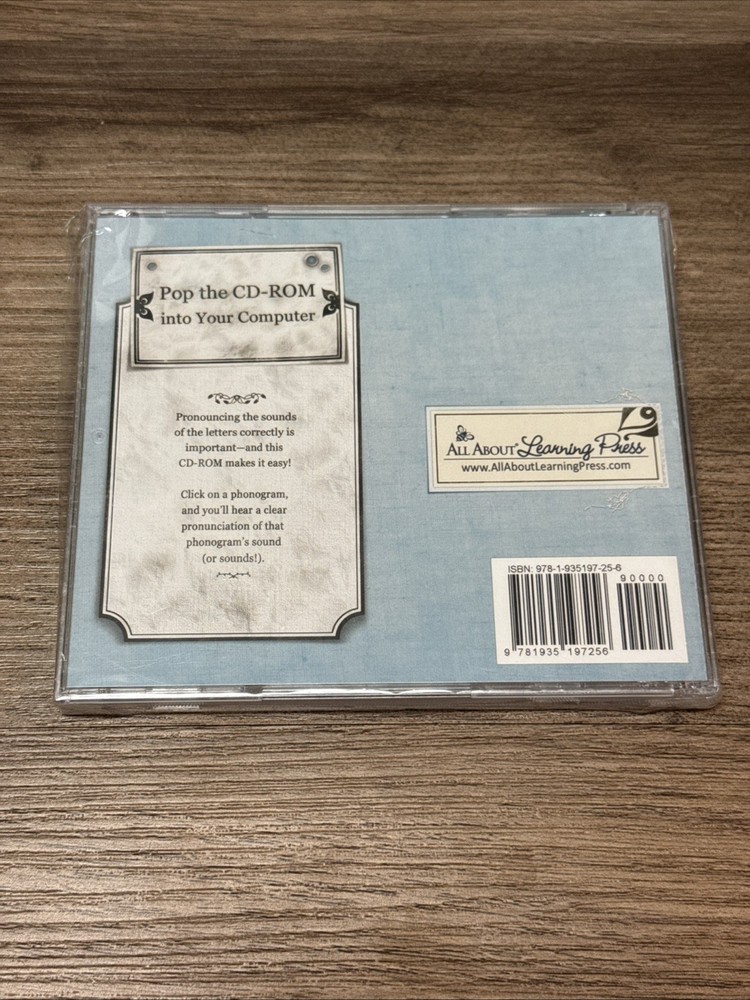 Pop the CD-ROM
into Your Computer
Pronouncing the sounds
of the letters correctly is
important—and this
CD-ROM makes it easy!
Click on a phonogram,
and you'll hear a clear
pronunciation of that
phonogram's sound
(or sounds!).
ALL ABOUT® Learning Press
www.AllAboutLearningPress.com
ISBN: 978-1-935197-25-6
90000
9 781935 197256